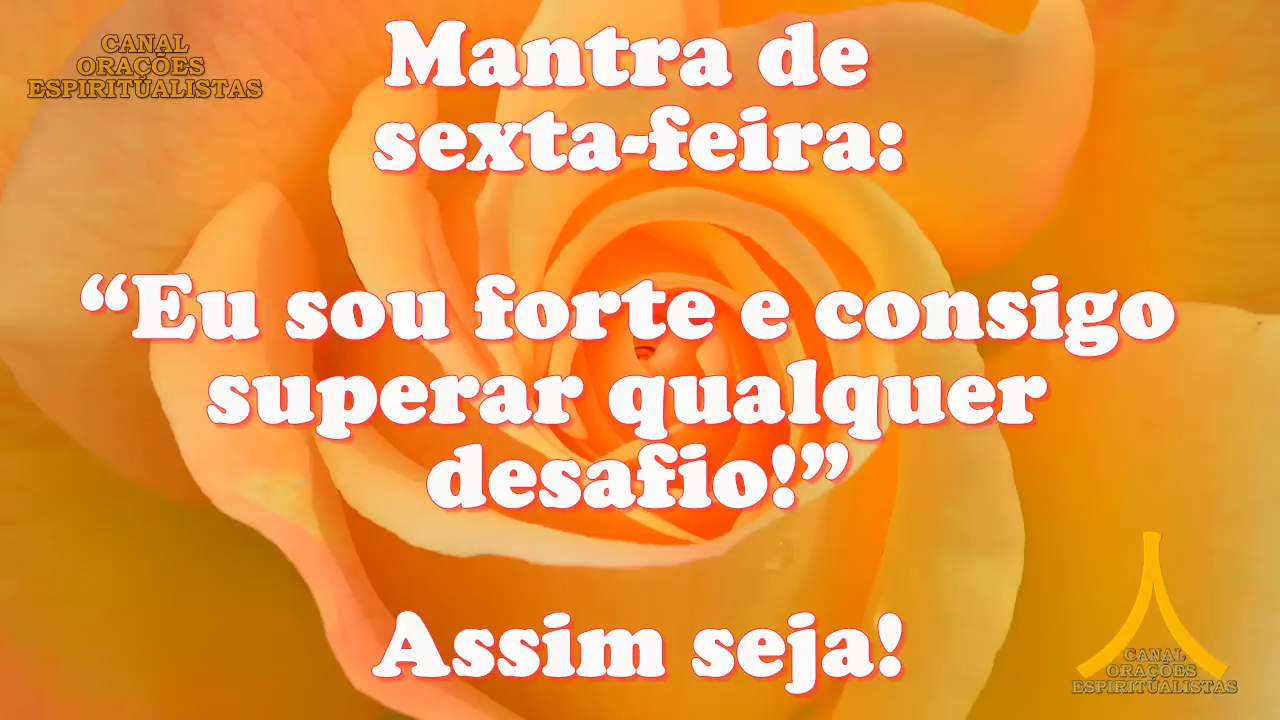 CANAL
ORAÇÕES
ESPIRITUALISTAS
Mantra de
sexta-feira:
“Eu sou forte e consigo
superar qualquer
desafio!”
Assim seja!
CANAL
ORAÇÕES
ESPIRITUALISTAS